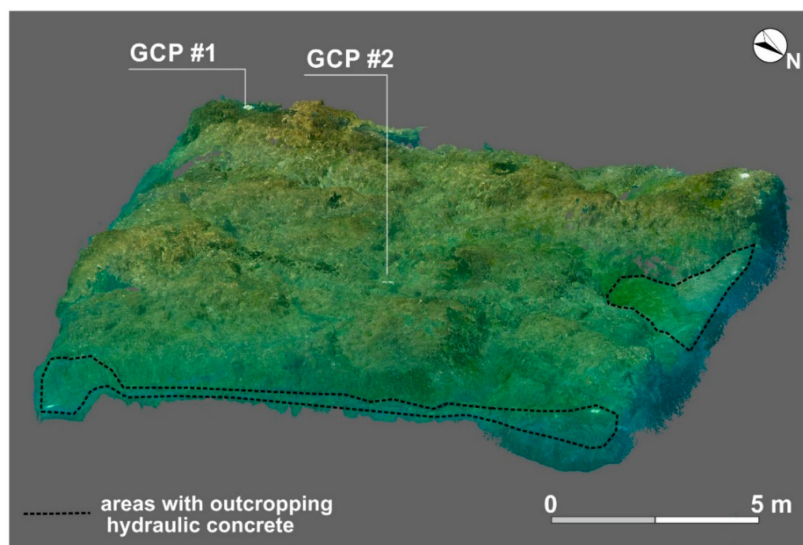 GCP #1
GCP #2
N
areas with outcropping
hydraulic concrete
0 5 m